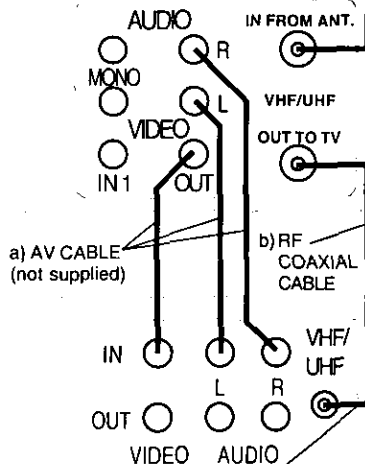 AUDIO
IN FROM ANT.
R
MONO
L
VHF/UHF
VIDEO
OUT TO TV
IN 1
OUT
a) AV CABLE
(not supplied)
b) RF
COAXIAL
CABLE
IN
VHF/
UHF
L
R
OUT
VIDEO
AUDIO